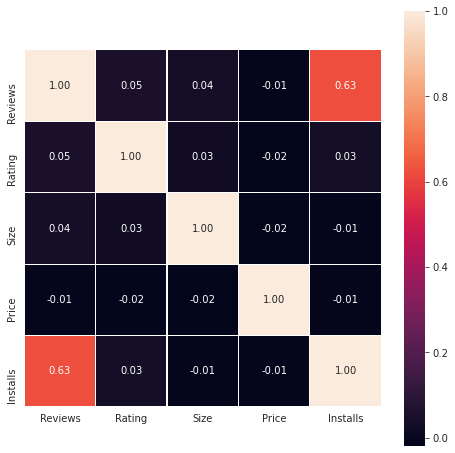 1.0
Reviews 1.00 0.05 0.04 -0.01 0.63
0.8
Rating 0.05 1.00 0.03 -0.02 0.03
0.6
Size 0.04 0.03 1.00 -0.02 -0.01
0.4
Price -0.01 -0.02 -0.02 1.00 -0.01
0.2
Installs 0.63 0.03 -0.01 -0.01 1.00
Reviews Rating Size Price Installs
0.0